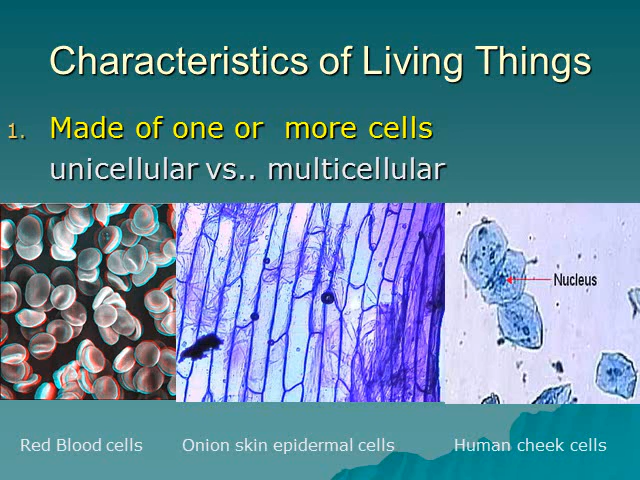 Characteristics of Living Things
1. Made of one or more cells
unicellular vs.. multicellular
Nucleus
Red Blood cells
Onion skin epidermal cells
Human cheek cells